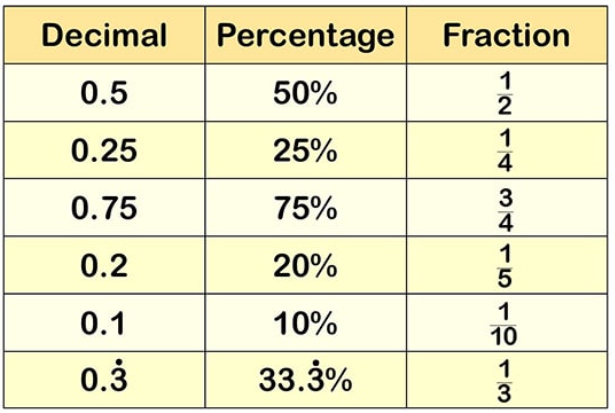 Decimal Percentage Fraction
0.5 50% 1/2
0.25 25% 1/4
0.75 75% 3/4
0.2 20% 1/5
0.1 10% 1/10
0.3̇ 33.3̇% 1/3